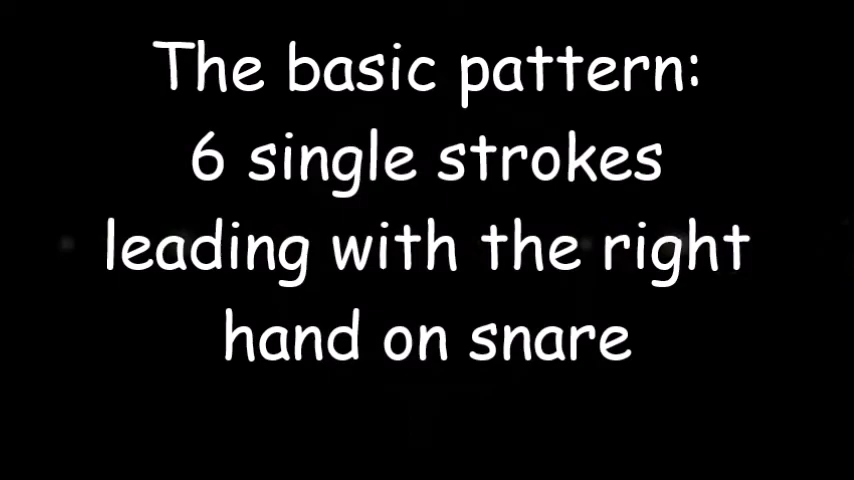 The basic pattern:
6 single strokes
leading with the right
hand on snare